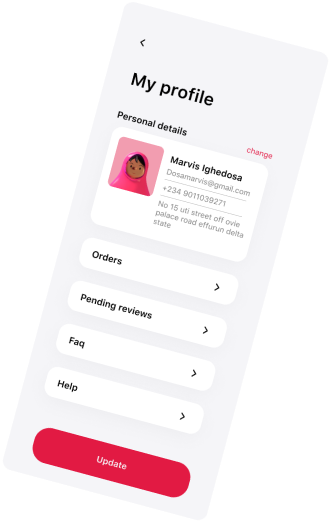 My profile
Personal details
change
Marvis Ighedosa
Dosamarvis@gmail.com
+234 9011039271
No 15 uti street off ovie
palace road effurun delta
state
Orders
Pending reviews
Faq
Help
Update